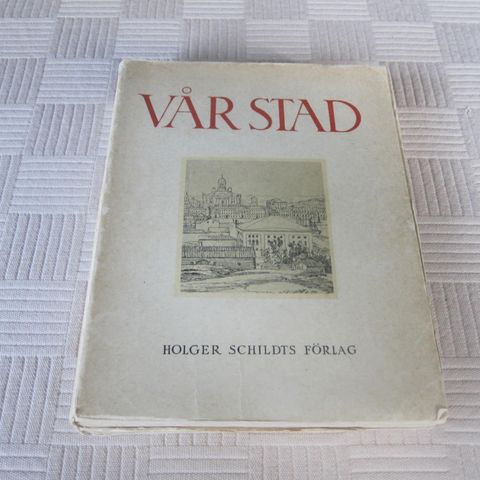 VÅR STAD
HOLGER SCHILDTS FÖRLAG